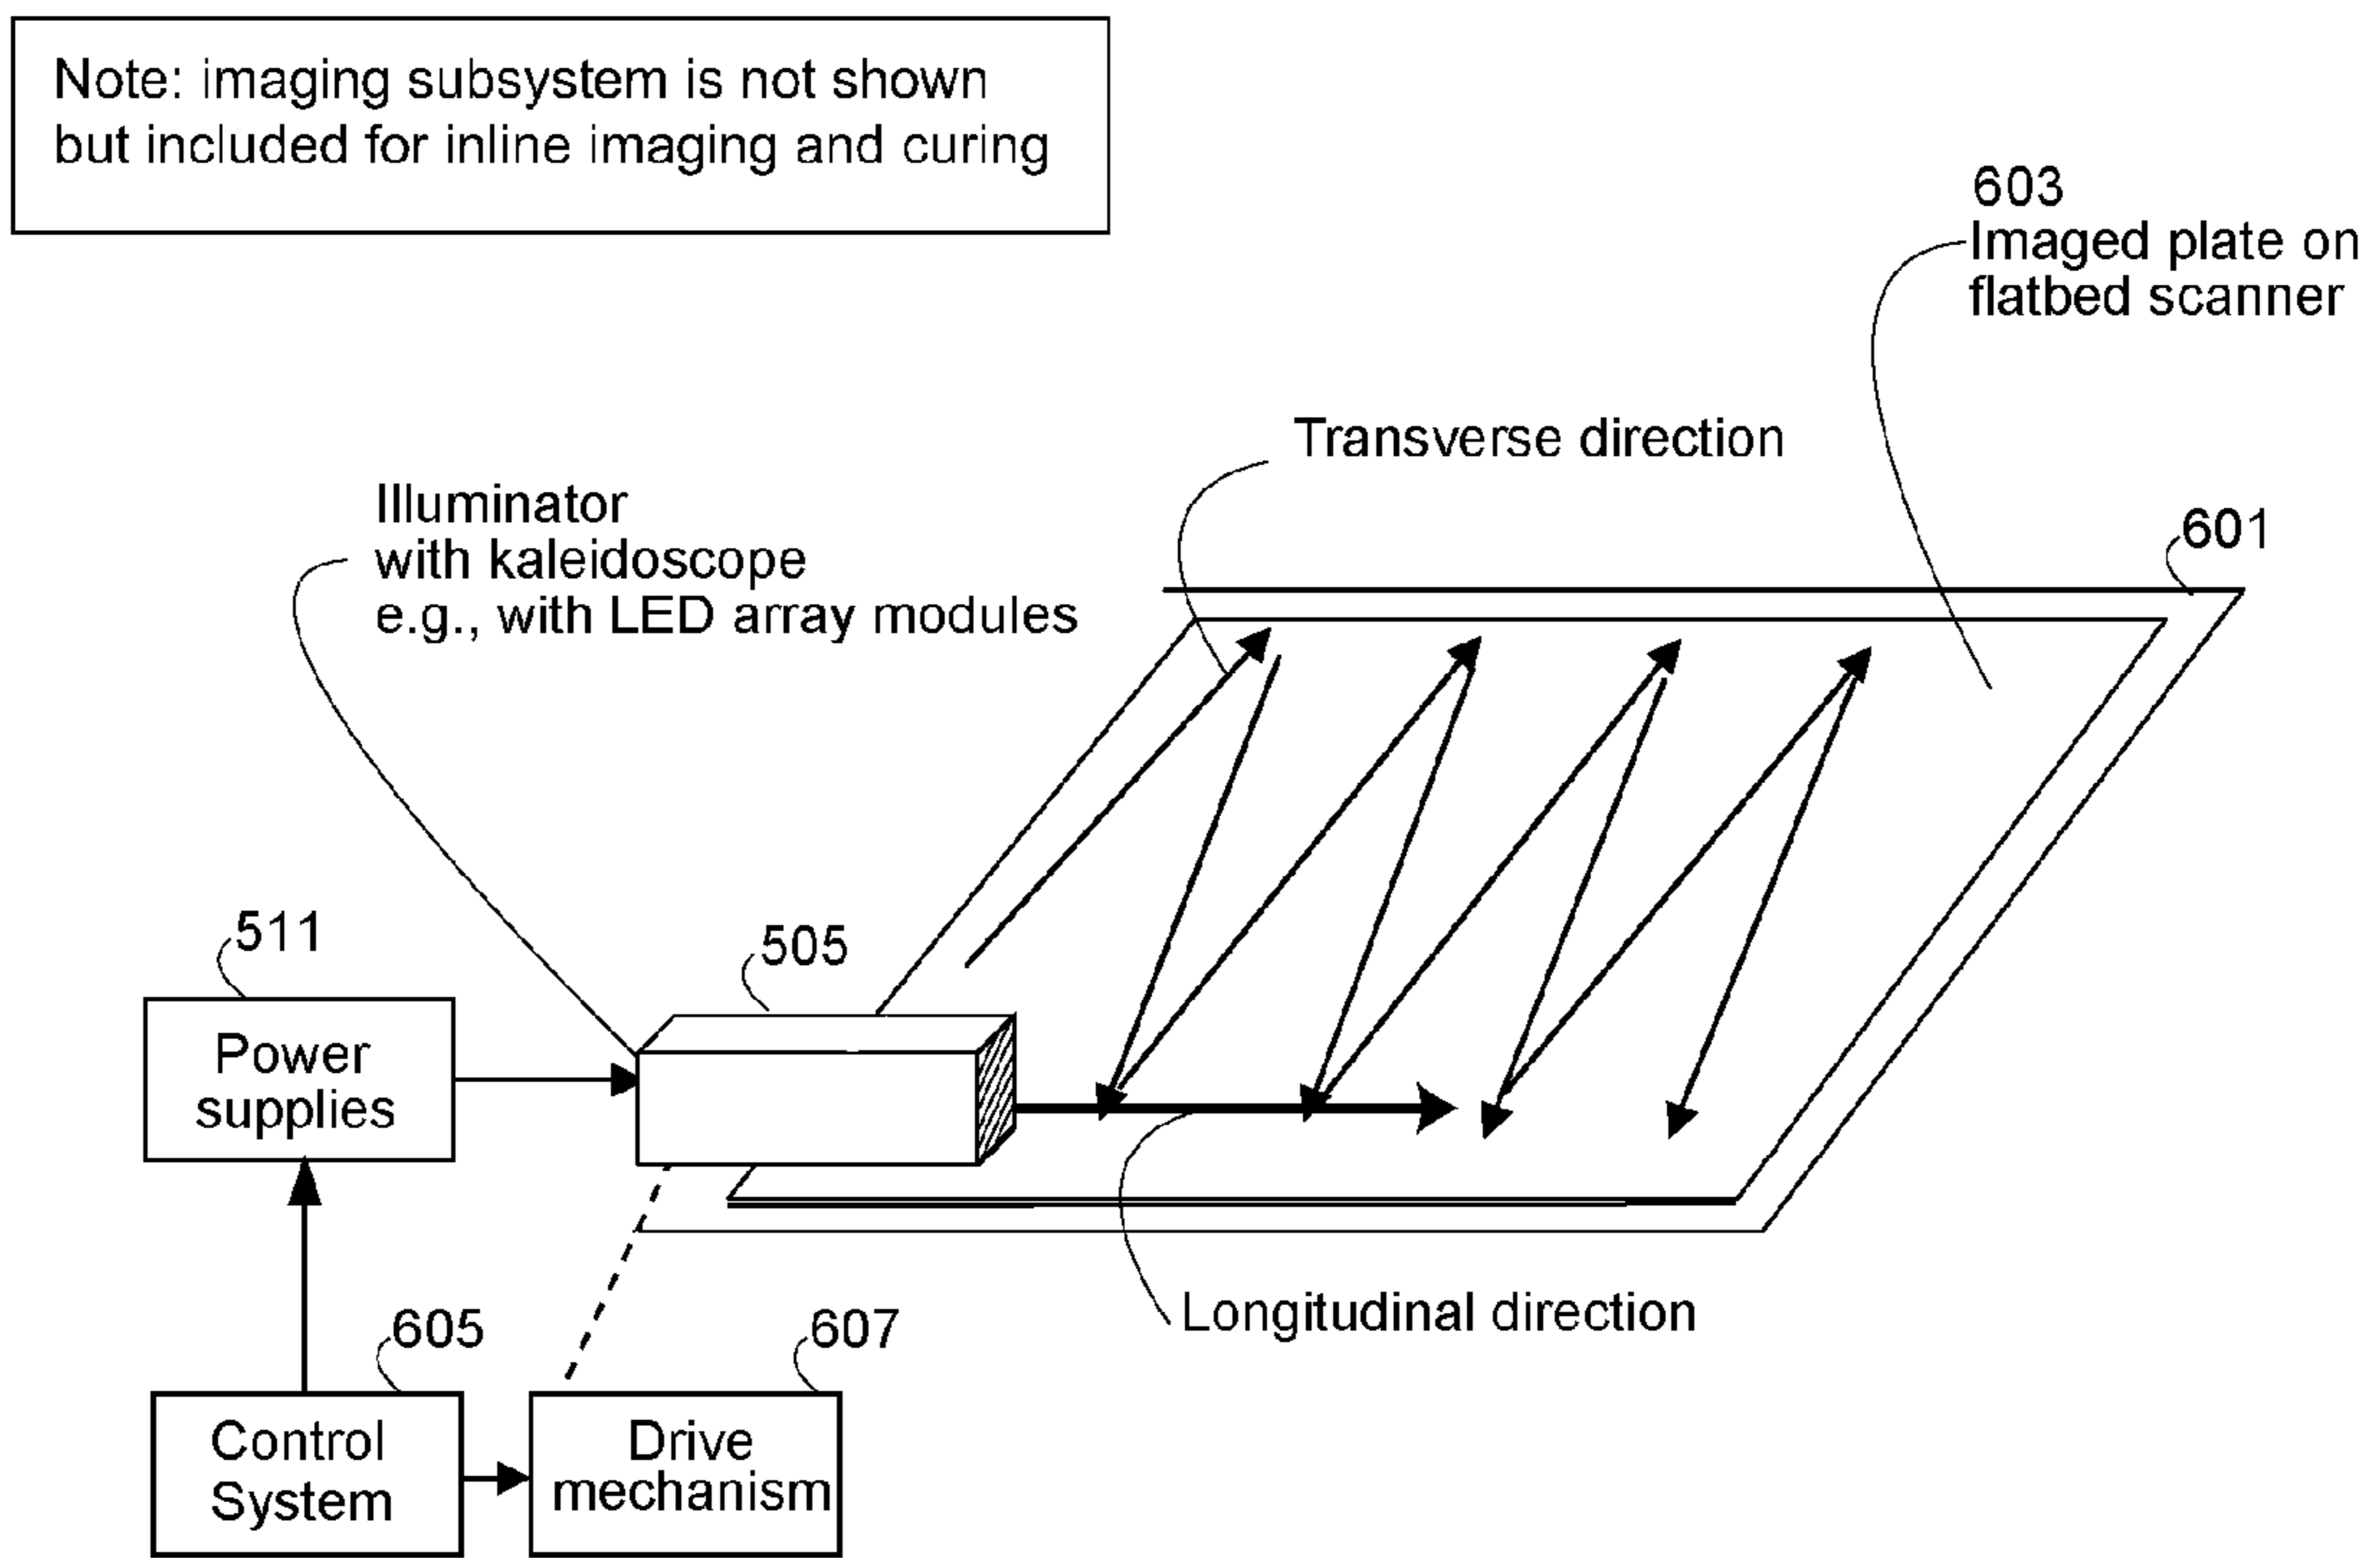 Note: imaging subsystem is not shown
but included for inline imaging and curing
603
Imaged plate on
flatbed scanner
Transverse direction
Illuminator
with kaleidoscope
e.g., with LED array modules
601
511
505
Power
supplies
Longitudinal direction
605
607
Control
System
Drive
mechanism